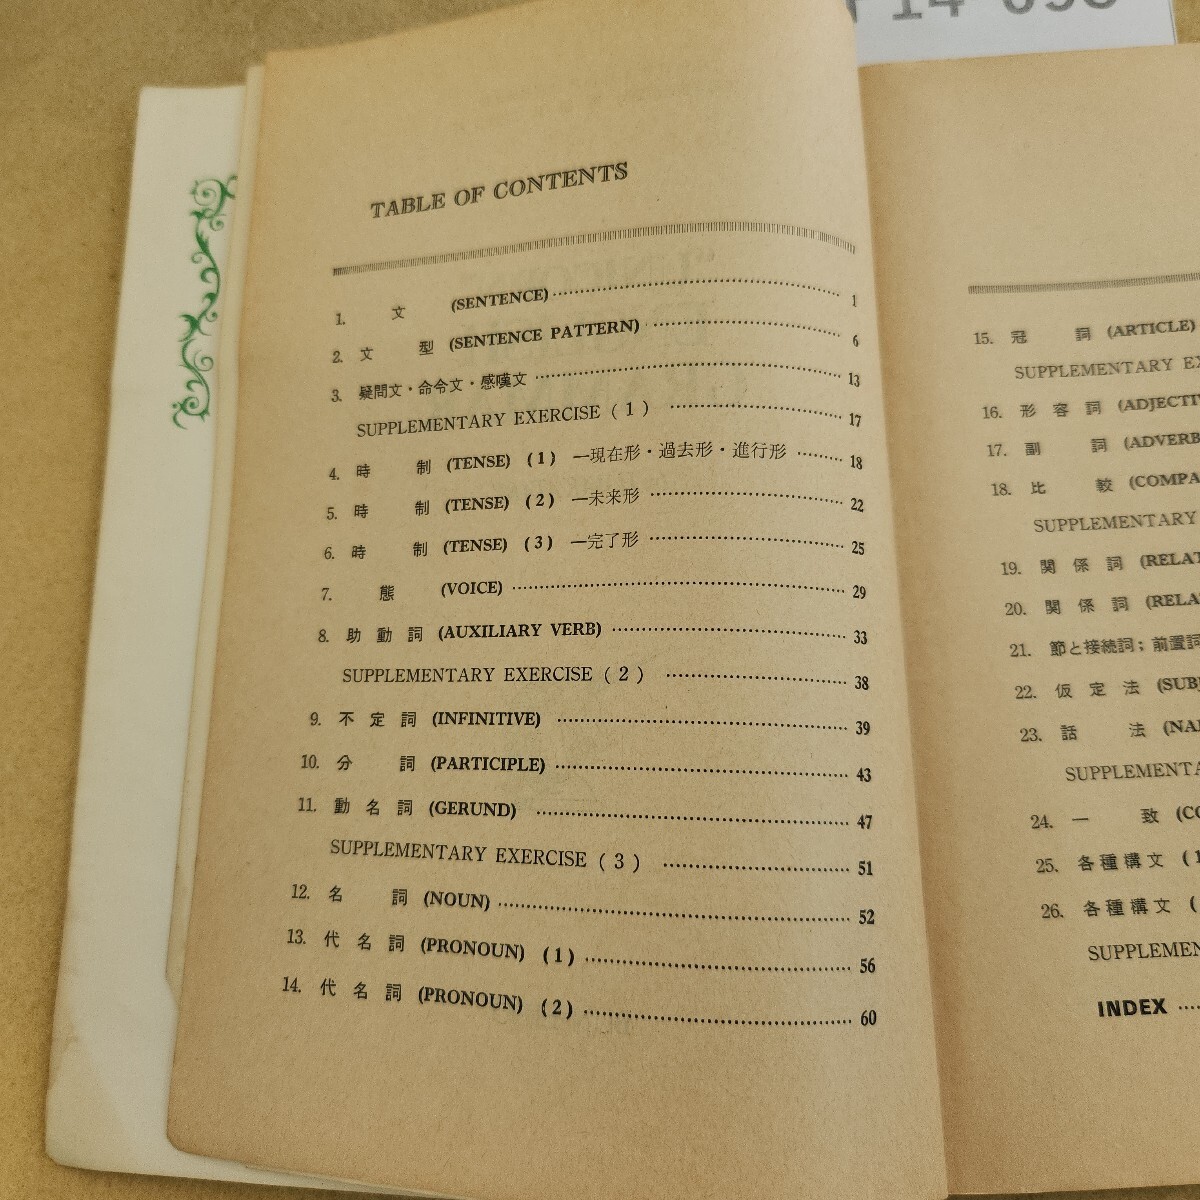 TABLE OF CONTENTS
1. 文 (SENTENCE) 1
2. 文型 (SENTENCE PATTERN) 6
3. 疑問文・命令文・感嘆文 13
SUPPLEMENTARY EXERCISE (1) 17
4. 時制 (TENSE) (1) —現在形・過去形・進行形 18
5. 時制 (TENSE) (2) —未来形 22
6. 時制 (TENSE) (3) —完了形 25
7. 態 (VOICE) 29
8. 助動詞 (AUXILIARY VERB) 33
SUPPLEMENTARY EXERCISE (2) 38
9. 不定詞 (INFINITIVE) 39
10. 分詞 (PARTICIPLE) 43
11. 動名詞 (GERUND) 47
SUPPLEMENTARY EXERCISE (3) 51
12. 名詞 (NOUN) 52
13. 代名詞 (PRONOUN) (1) 56
14. 代名詞 (PRONOUN) (2) 60
15. 冠詞 (ARTICLE)
SUPPLEMENTARY
16. 形容詞 (ADJECTIV
17. 副詞 (ADVERB
18. 比較 (COMPA
SUPPLEMENTARY
19. 関係詞 (RELAT
20. 関係詞 (RELA
21. 節と接続詞；前置詞
22. 仮定法 (SUB
23. 話法 (NA
SUPPLEMENTA
24. 一致 (CO
25. 各種構文 (1
26. 各種構文 (
SUPPLEMEN
INDEX